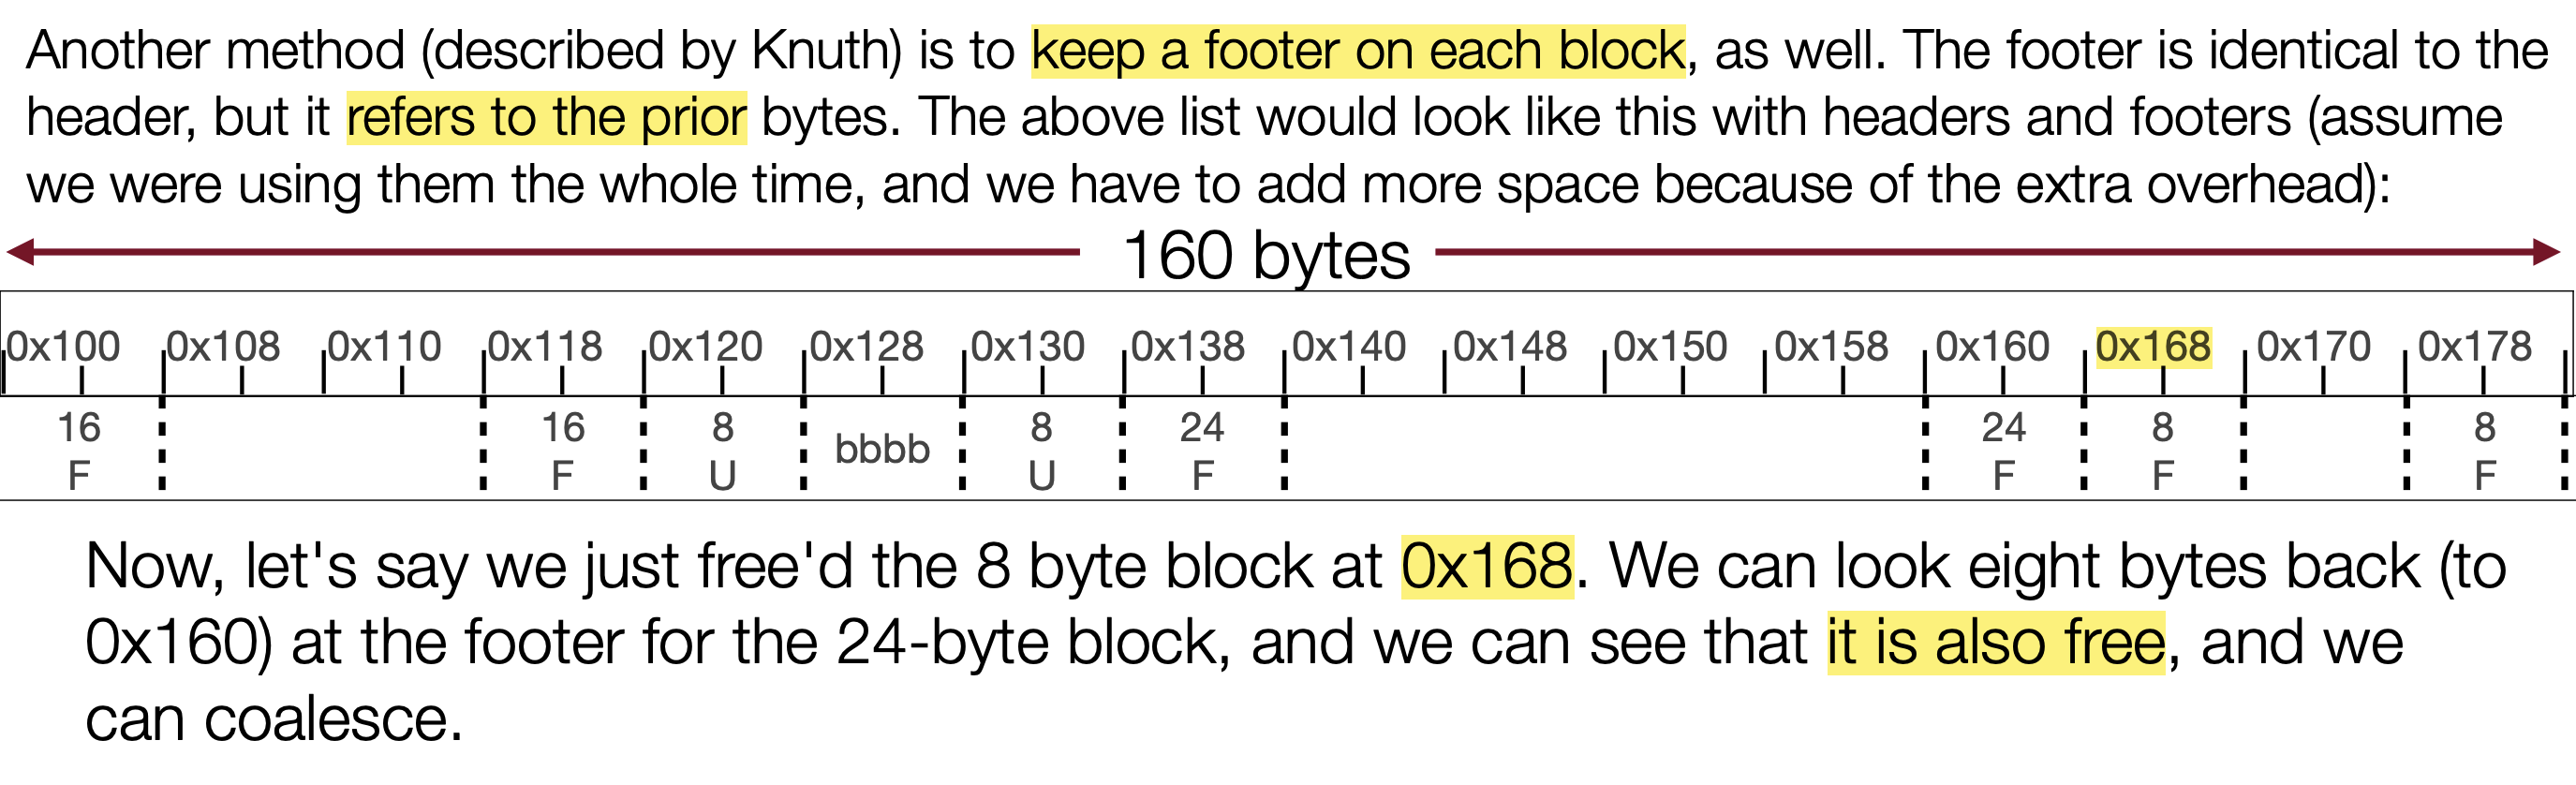 Another method (described by Knuth) is to keep a footer on each block, as well. The footer is identical to the
header, but it refers to the prior bytes. The above list would look like this with headers and footers (assume
we were using them the whole time, and we have to add more space because of the extra overhead):
160 bytes
0x100 0x108 0x110 0x118 0x120 0x128 0x130 0x138 0x140 0x148 0x150 0x158 0x160 0x168 0x170 0x178
16 16 8 bbbb 8 24 24 8 8
F F U U F F F F
Now, let's say we just free'd the 8 byte block at 0x168. We can look eight bytes back (to
0x160) at the footer for the 24-byte block, and we can see that it is also free, and we
can coalesce.